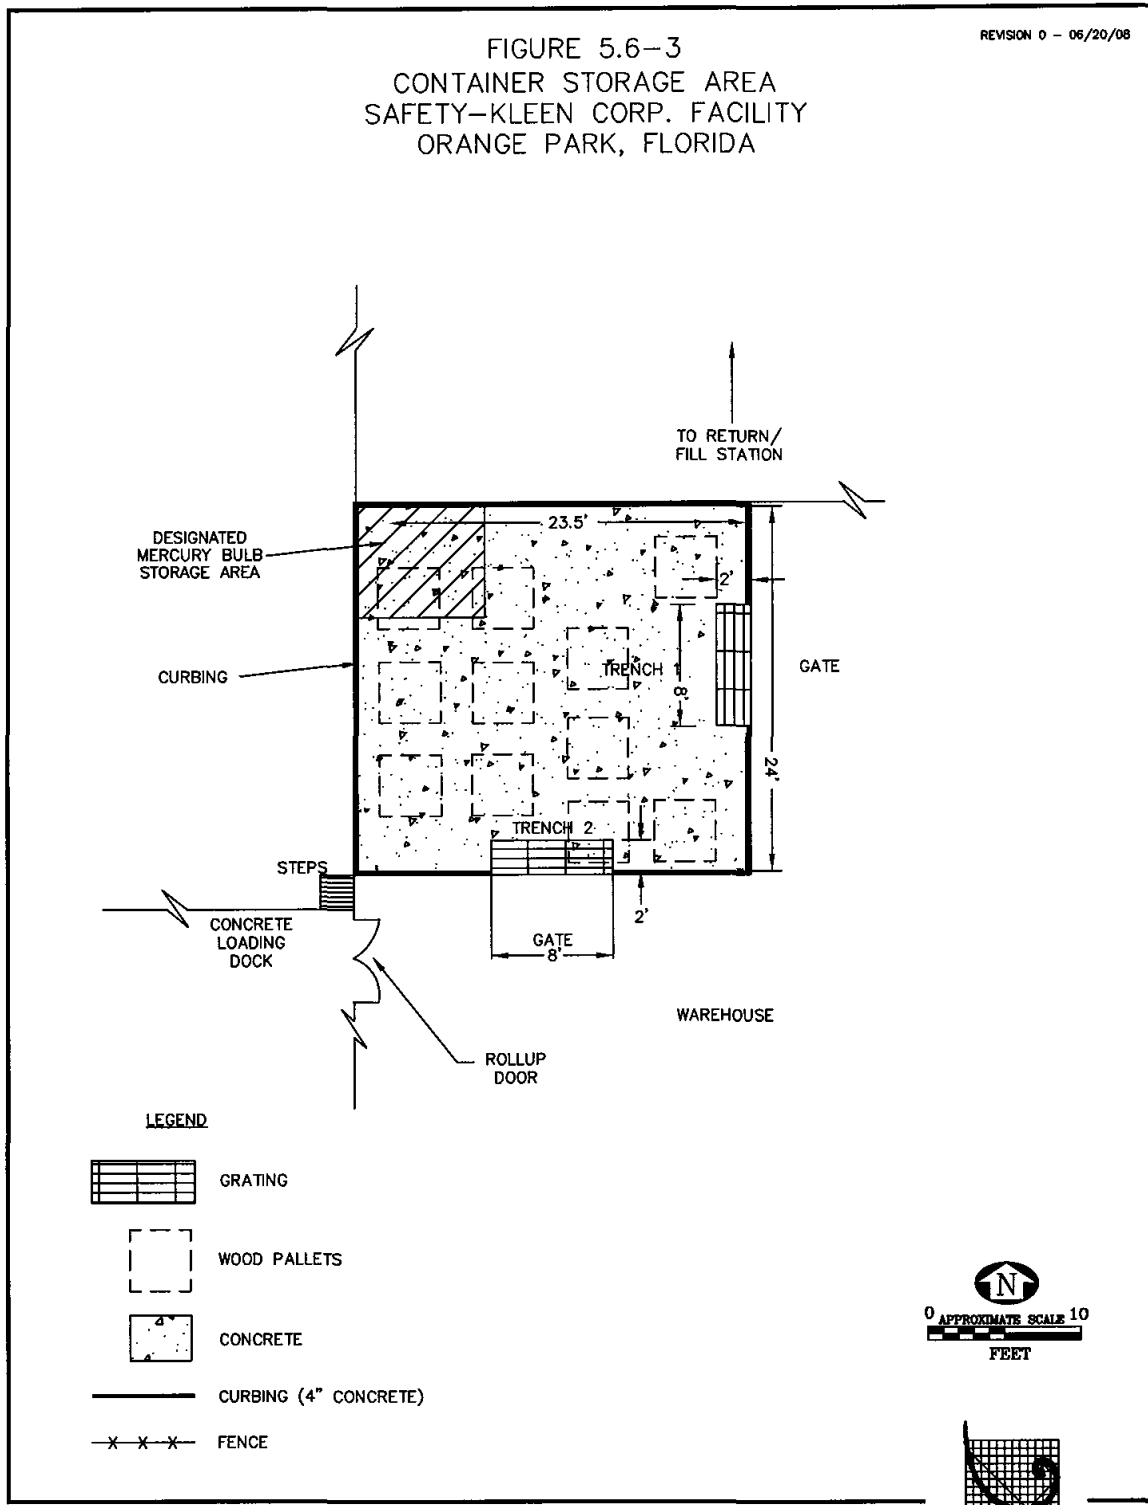 REVISION 0 - 06/20/08
FIGURE 5.6-3
CONTAINER STORAGE AREA
SAFETY-KLEEN CORP. FACILITY
ORANGE PARK, FLORIDA
TO RETURN/
FILL STATION
DESIGNATED
MERCURY BULB
STORAGE AREA
23.5'
2'
CURBING
TRENCH 1
8'
GATE
24'
TRENCH 2
STEPS
2'
CONCRETE
LOADING
DOCK
GATE
8'
WAREHOUSE
ROLLUP
DOOR
LEGEND
GRATING
WOOD PALLETS
CONCRETE
CURBING (4" CONCRETE)
X X X
FENCE
N
0 APPROXIMATE SCALE 10
FEET